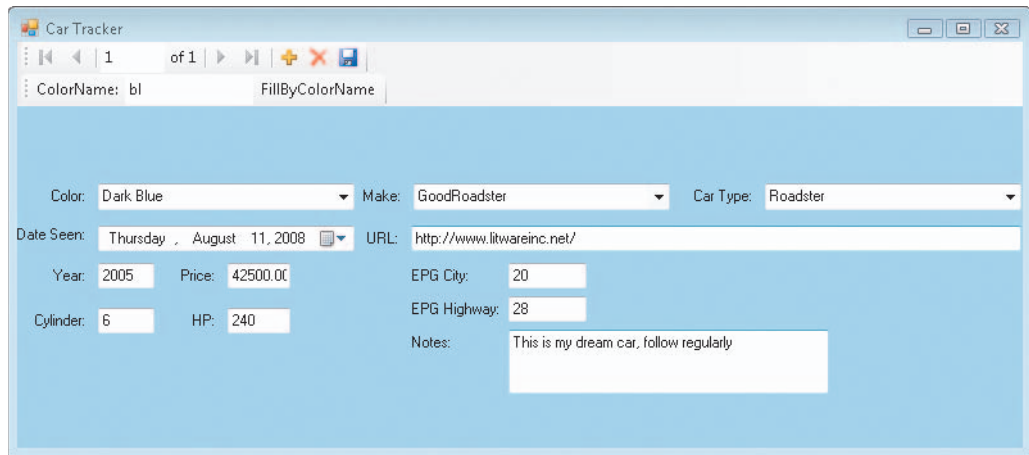 Car Tracker
1 of 1
ColorName: bl FillByColorName
Color: Dark Blue Make: GoodRoadster Car Type: Roadster
Date Seen: Thursday , August 11, 2008 URL: http://www.litwareinc.net/
Year: 2005 Price: 42500.00 EPG City: 20
Cylinder: 6 HP: 240 EPG Highway: 28
Notes: This is my dream car, follow regularly